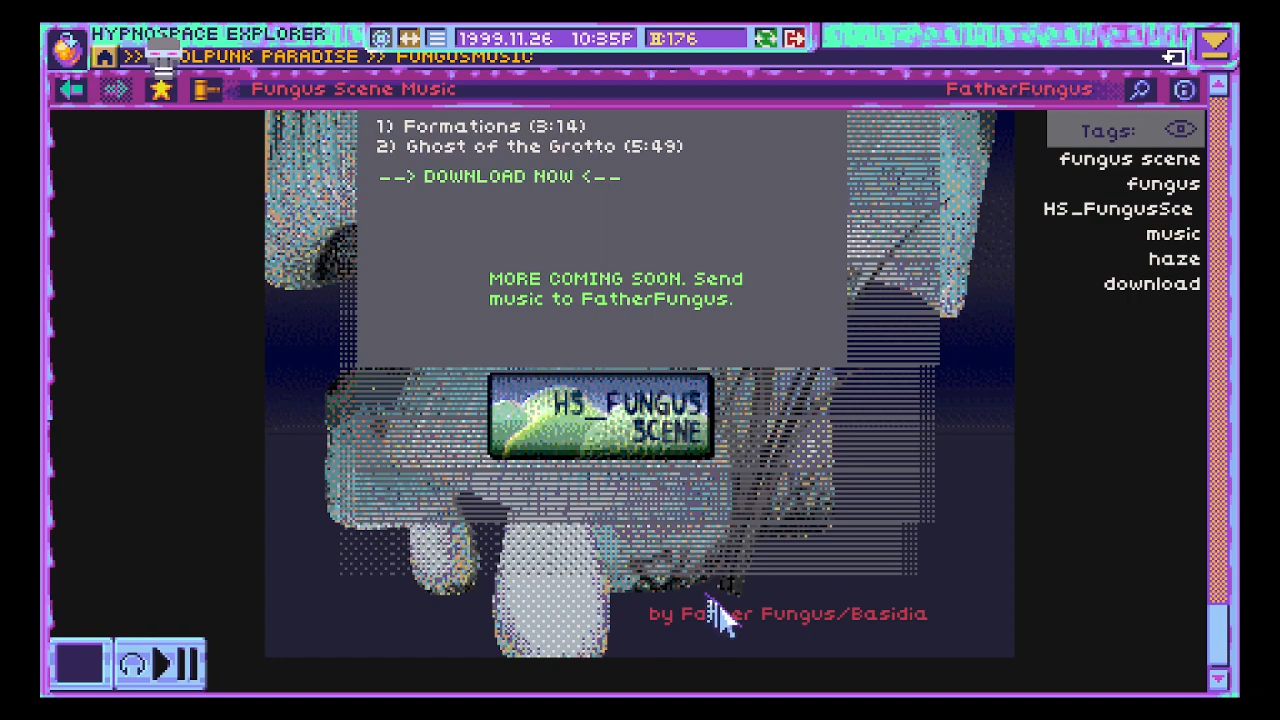 HYPNOSPACE EXPLORER
1999.11.26 10:35P
176
>> OLPUNK PARADISE >> FUNGUSMUSIC
Fungus Scene Music
FatherFungus
Tags:
fungus scene
fungus
HS_FungusSce
music
haze
download
1) Formations (3:14)
2) Ghost of the Grotto (5:49)
--> DOWNLOAD NOW <--
MORE COMING SOON. Send
music to FatherFungus.
HS_FUNGUS
SCENE
by Father Fungus/Basidia